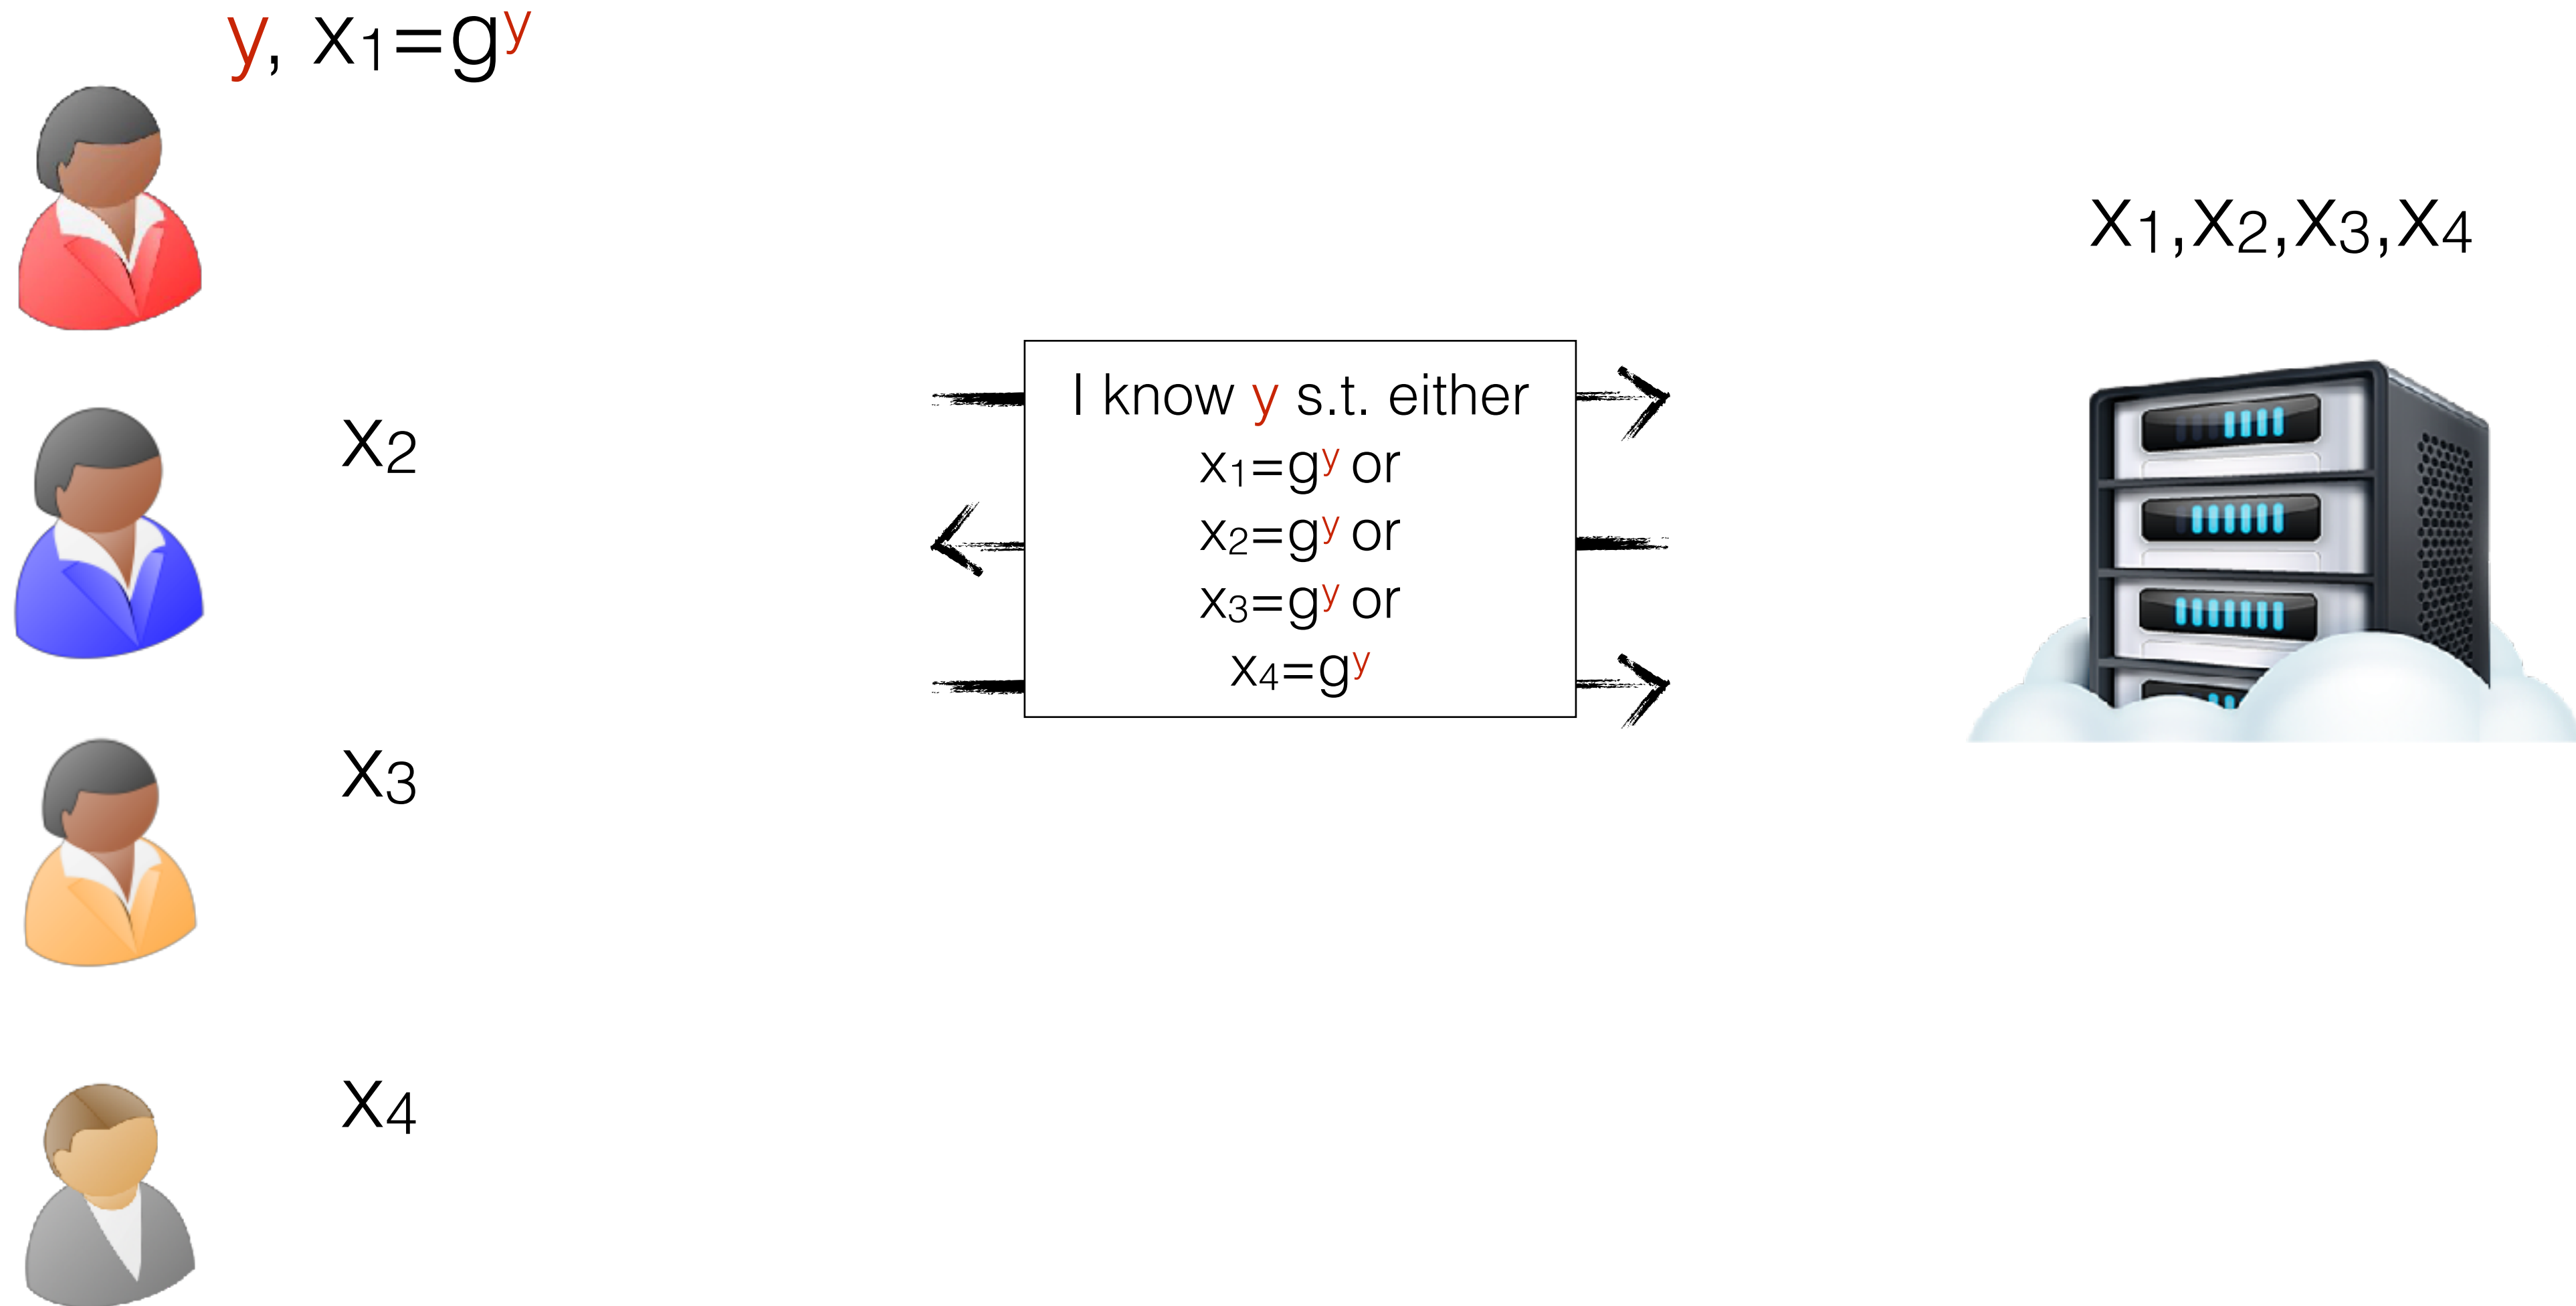 y, x₁=gʸ
x₁,x₂,x₃,x₄
I know y s.t. either
x₁=gʸ or
x₂=gʸ or
x₃=gʸ or
x₄=gʸ
x₂
x₃
x₄